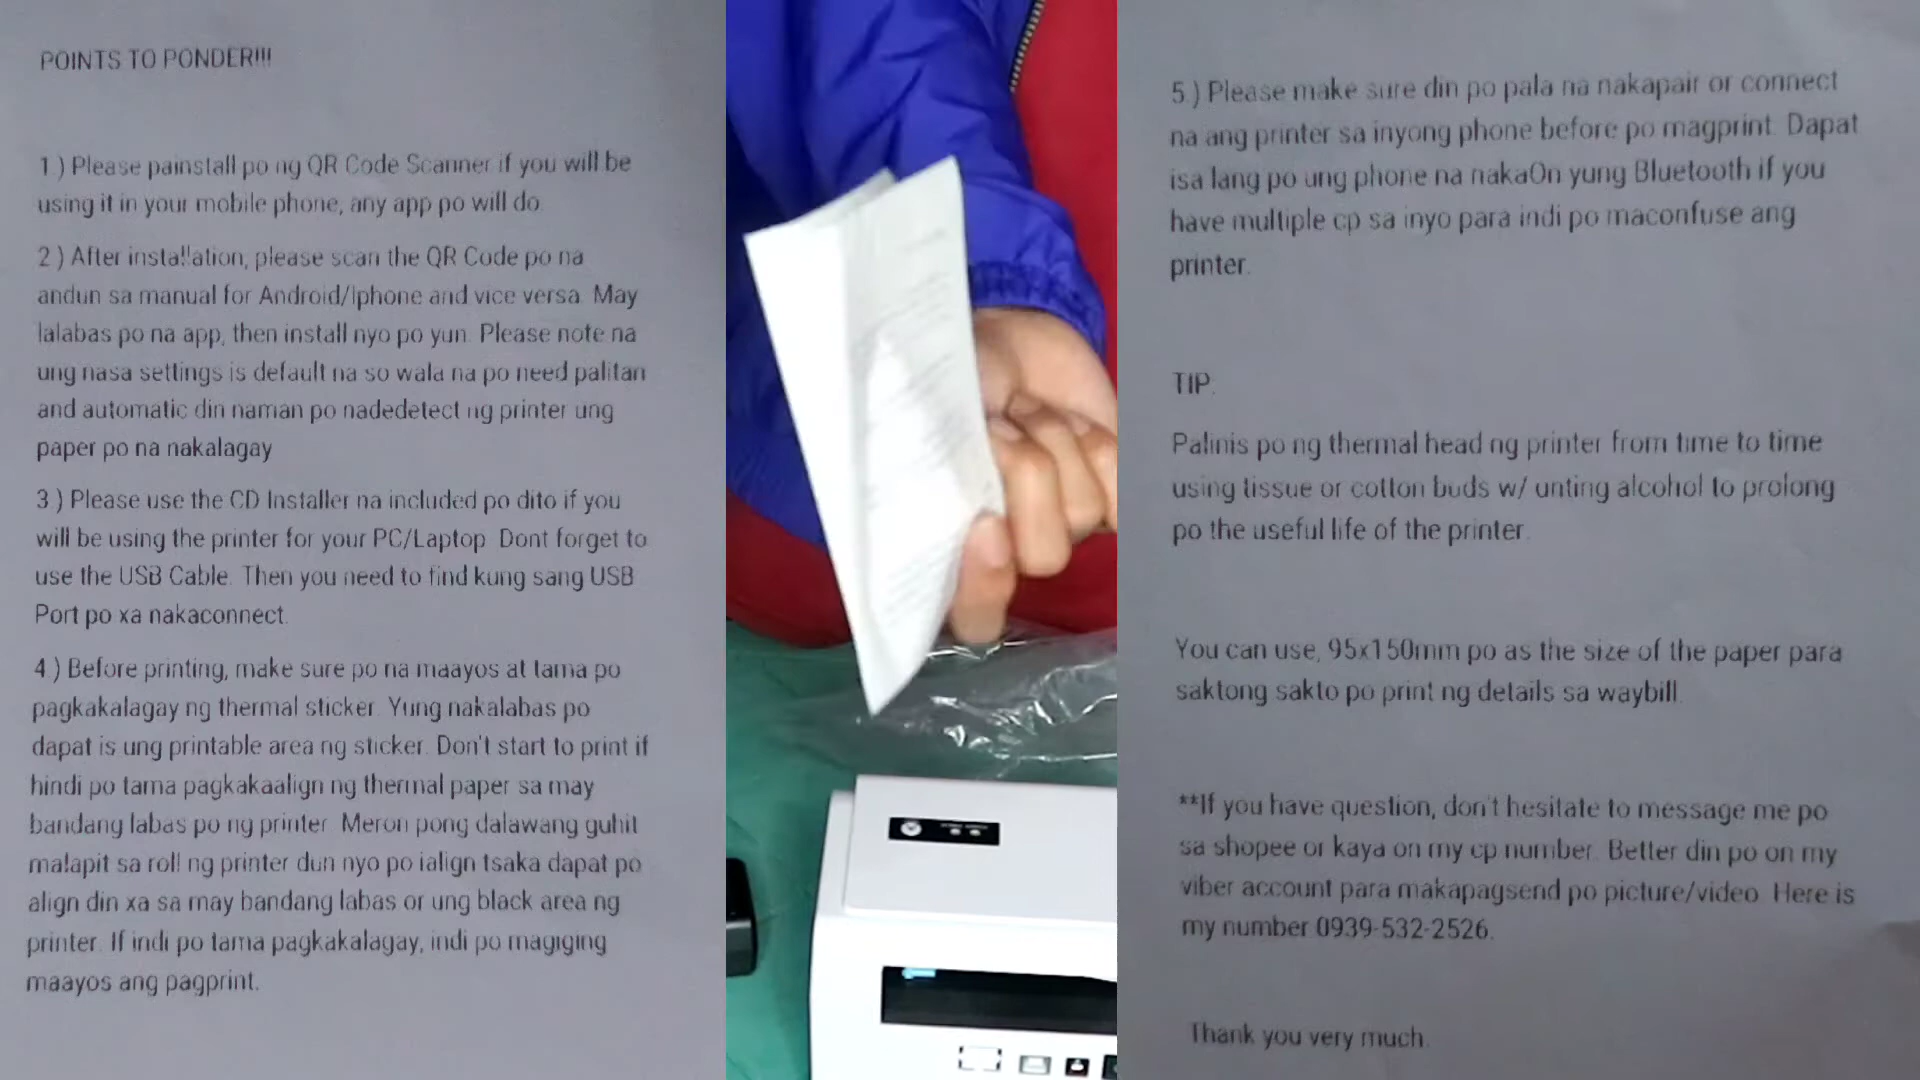 POINTS TO PONDER!!!
1.) Please painstall po ng QR Code Scanner if you will be
using it in your mobile phone, any app po will do.
2.) After installation, please scan the QR Code po na
andun sa manual for Android/Iphone and vice versa. May
lalabas po na app, then install nyo po yun. Please note na
ung nasa settings is default na so wala na po need palitan
and automatic din naman po nadedetect ng printer ung
paper po na nakalagay
3.) Please use the CD Installer na included po dito if you
will be using the printer for your PC/Laptop. Dont forget to
use the USB Cable. Then you need to find kung sang USB
Port po xa nakaconnect.
4.) Before printing, make sure po na maayos at tama po
pagkakalagay ng thermal sticker. Yung nakalabas po
dapat is ung printable area ng sticker. Don't start to print if
hindi po tama pagkakaalign ng thermal paper sa may
bandang labas po ng printer. Meron pong dalawang guhit
malapit sa roll ng printer dun nyo po ialign tsaka dapat po
align din xa sa may bandang labas or ung black area ng
printer. If indi po tama pagkakalagay, indi po magiging
maayos ang pagprint.
5.) Please make sure din po pala na nakapair or connect
na ang printer sa inyong phone before po magprint. Dapat
isa lang po ung phone na nakaOn yung Bluetooth if you
have multiple cp sa inyo para indi po maconfuse ang
printer.
TIP:
Palinis po ng thermal head ng printer from time to time
using tissue or cotton buds w/ unting alcohol to prolong
po the useful life of the printer.
You can use, 95x150mm po as the size of the paper para
saktong sakto po print ng details sa waybill.
**If you have question, don't hesitate to message me po
sa shopee or kaya on my cp number. Better din po on my
viber account para makapagsend po picture/video. Here is
my number 0939-532-2526.
Thank you very much.